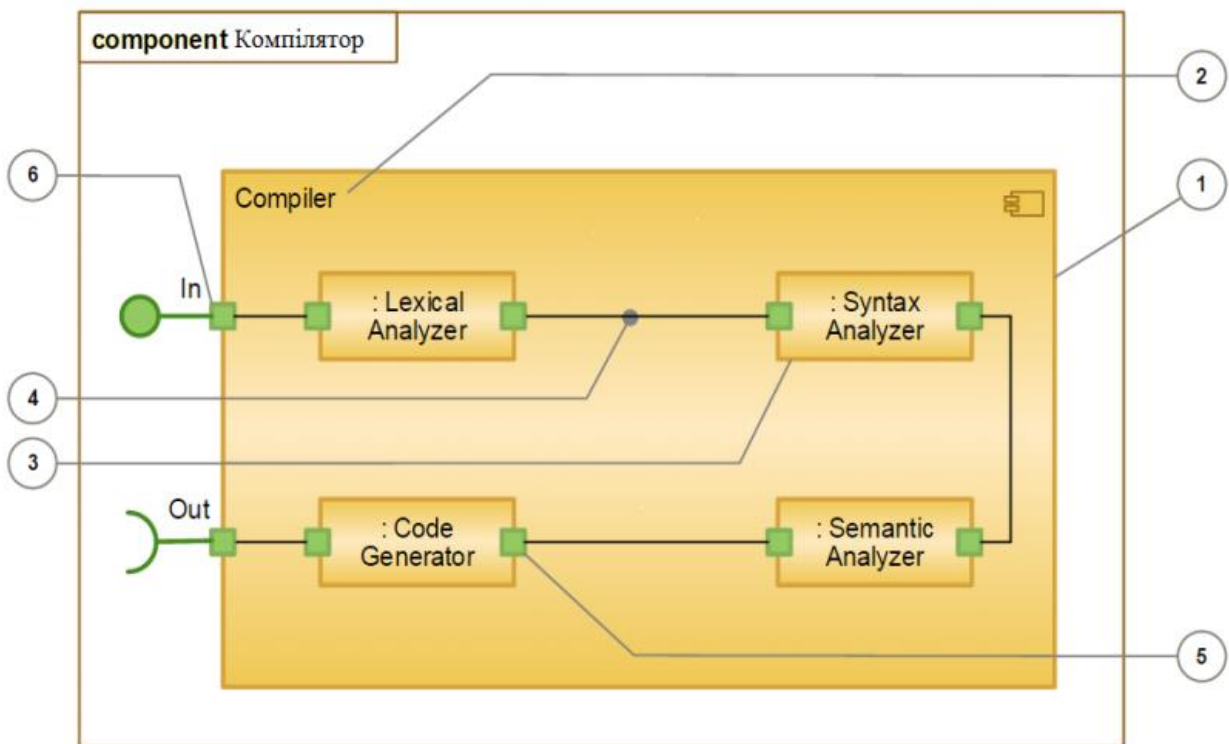 component Компілятор
2
6
1
Compiler
In
: Lexical
Analyzer
: Syntax
Analyzer
4
3
Out
: Code
Generator
: Semantic
Analyzer
5